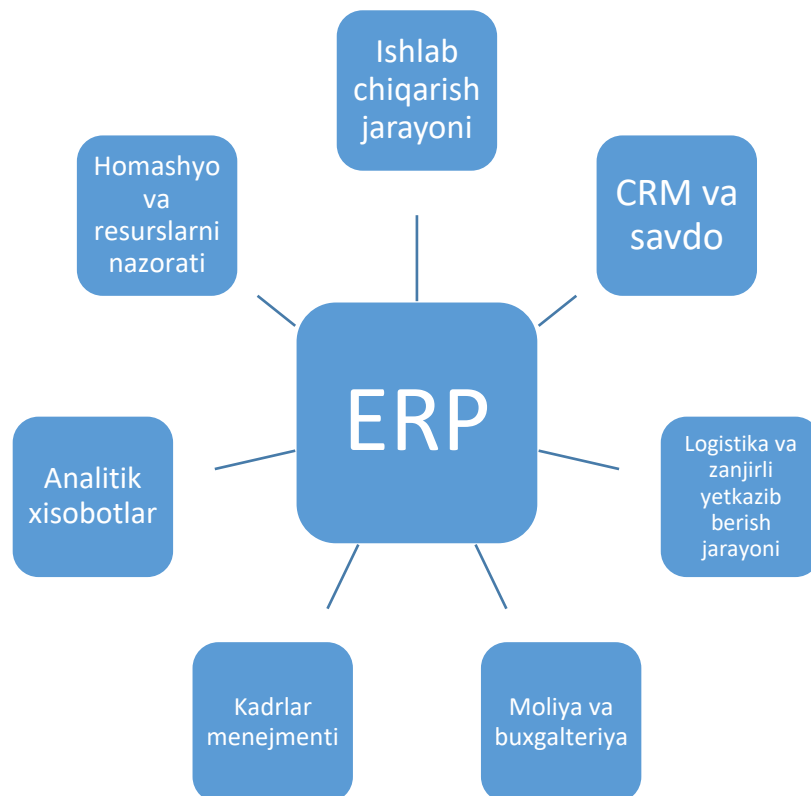 Ishlab
chiqarish
jarayoni
CRM va
savdo
Logistika va
zanjirli
yetkazib
berish
jarayoni
Moliya va
buxgalteriya
Kadrlar
menejmenti
Analitik
xisobotlar
Homashyo
va
resurslarni
nazorati
ERP